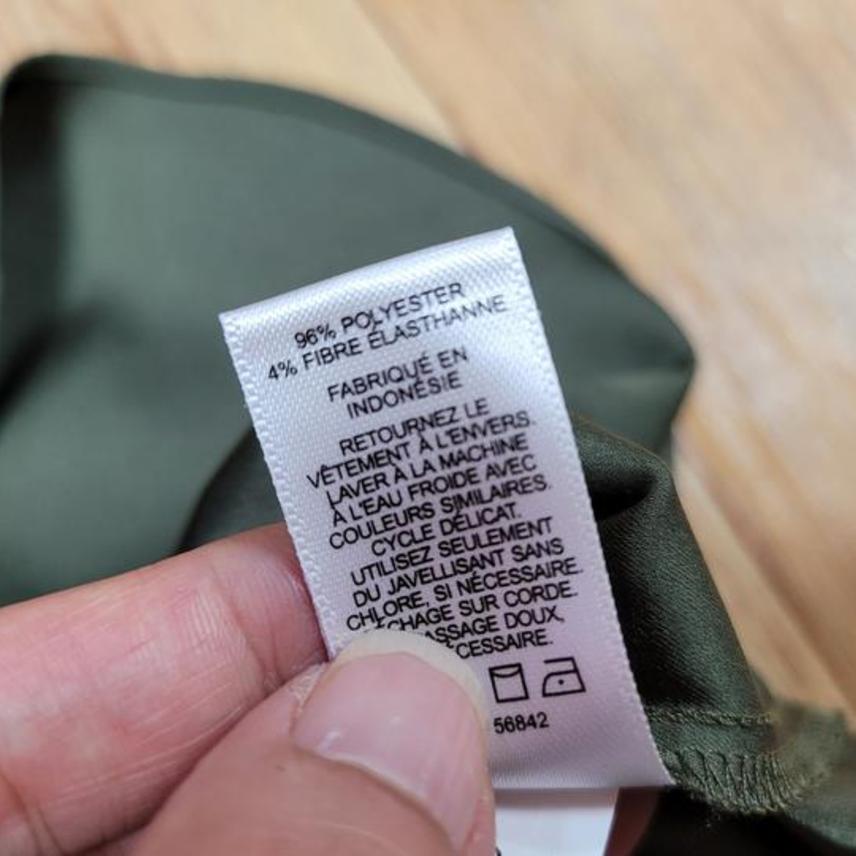 96% POLYESTER
4% FIBRE ÉLASTHANNE
FABRIQUÉ EN
INDONÉSIE
RETOURNEZ LE
VÊTEMENT À L'ENVERS.
LAVER À LA MACHINE
À L'EAU FROIDE AVEC
COULEURS SIMILAIRES.
CYCLE DÉLICAT.
UTILISEZ SEULEMENT
DU JAVELLISANT SANS
CHLORE, SI NÉCESSAIRE.
SUR CORDE.
DOUX,
56842